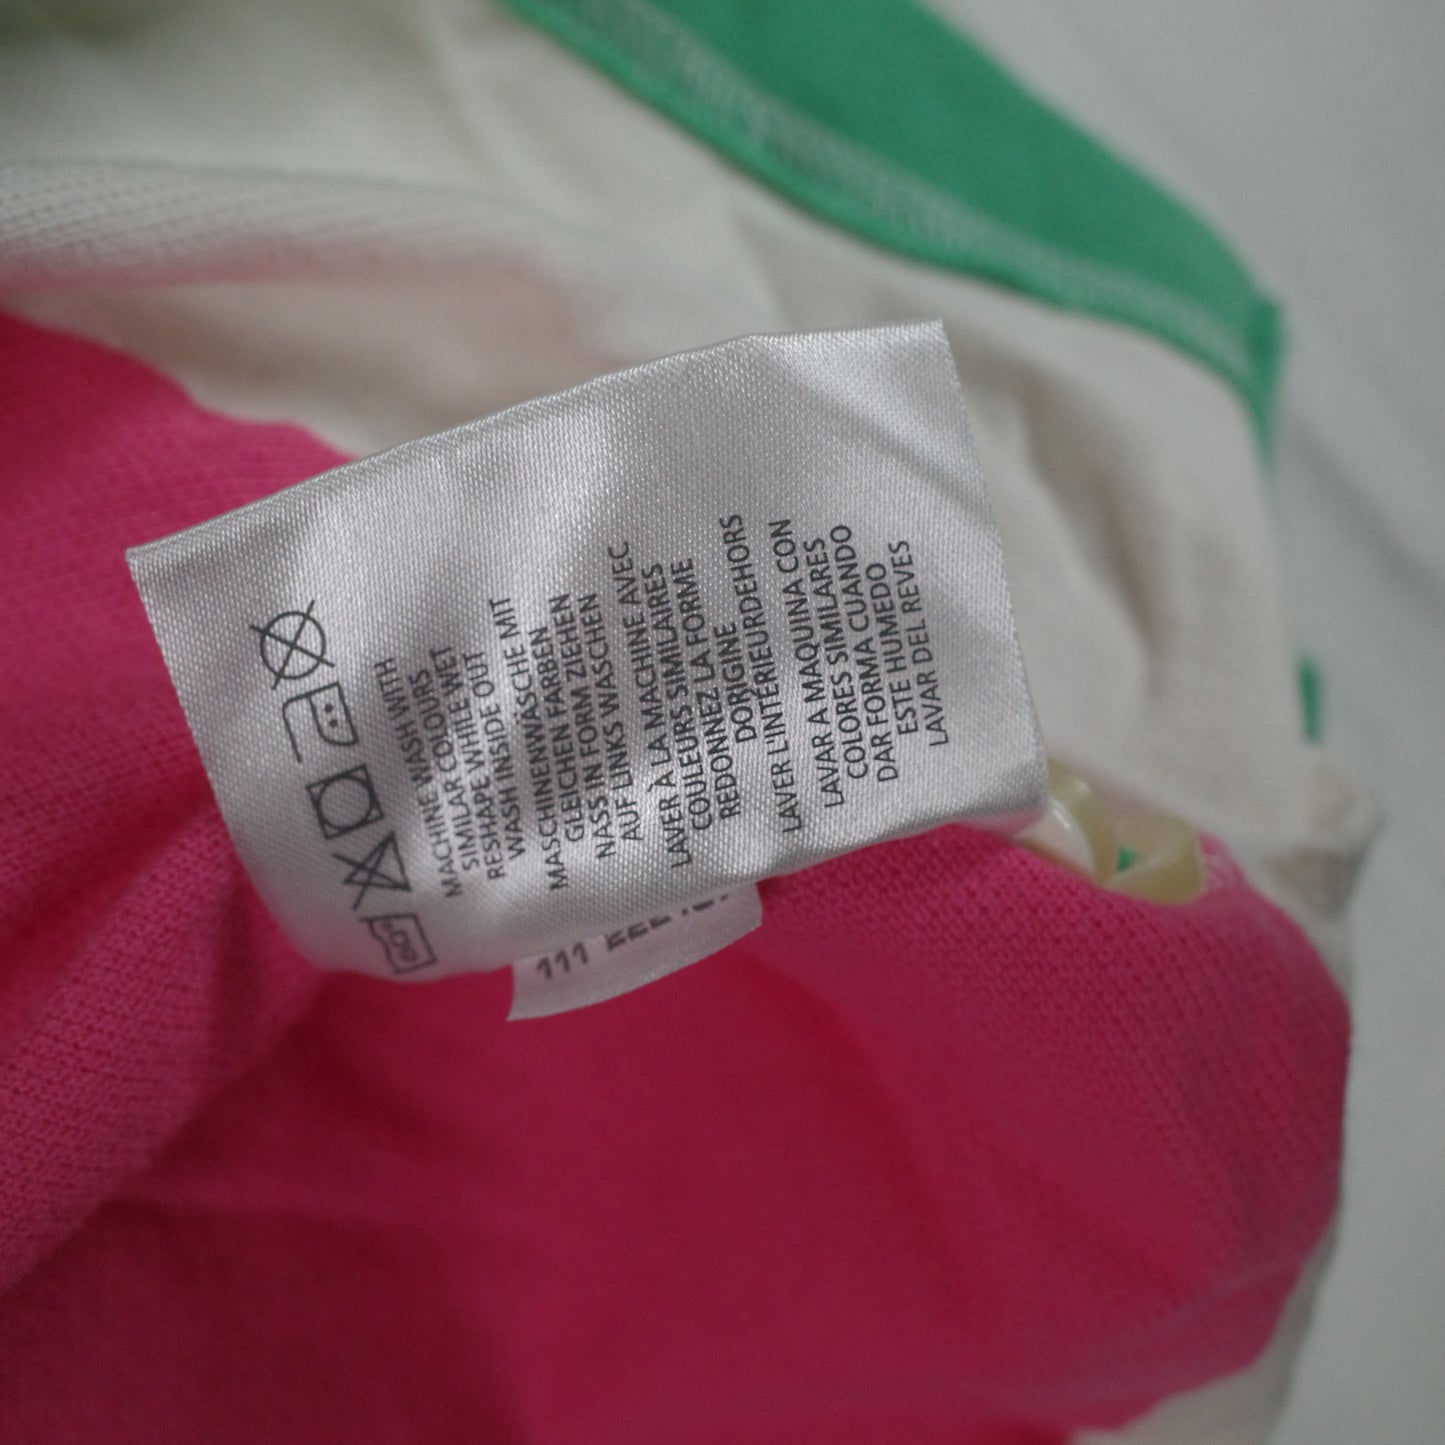 40°C
MACHINE WASH WITH
SIMILAR COLOURS
RESHAPE WHILE WET
WASH INSIDE OUT
MASCHINENWÄSCHE MIT
GLEICHEN FARBEN
NASS IN FORM ZIEHEN
AUF LINKS WASCHEN
LAVER À LA MACHINE AVEC
COULEURS SIMILAIRES
REDONNEZ LA FORME
DORIGINE
LAVER L'INTÉRIEURDEHORS
LAVAR A MAQUINA CON
COLORES SIMILARES
DAR FORMA CUANDO
ESTE HUMEDO
LAVAR DEL REVES
111